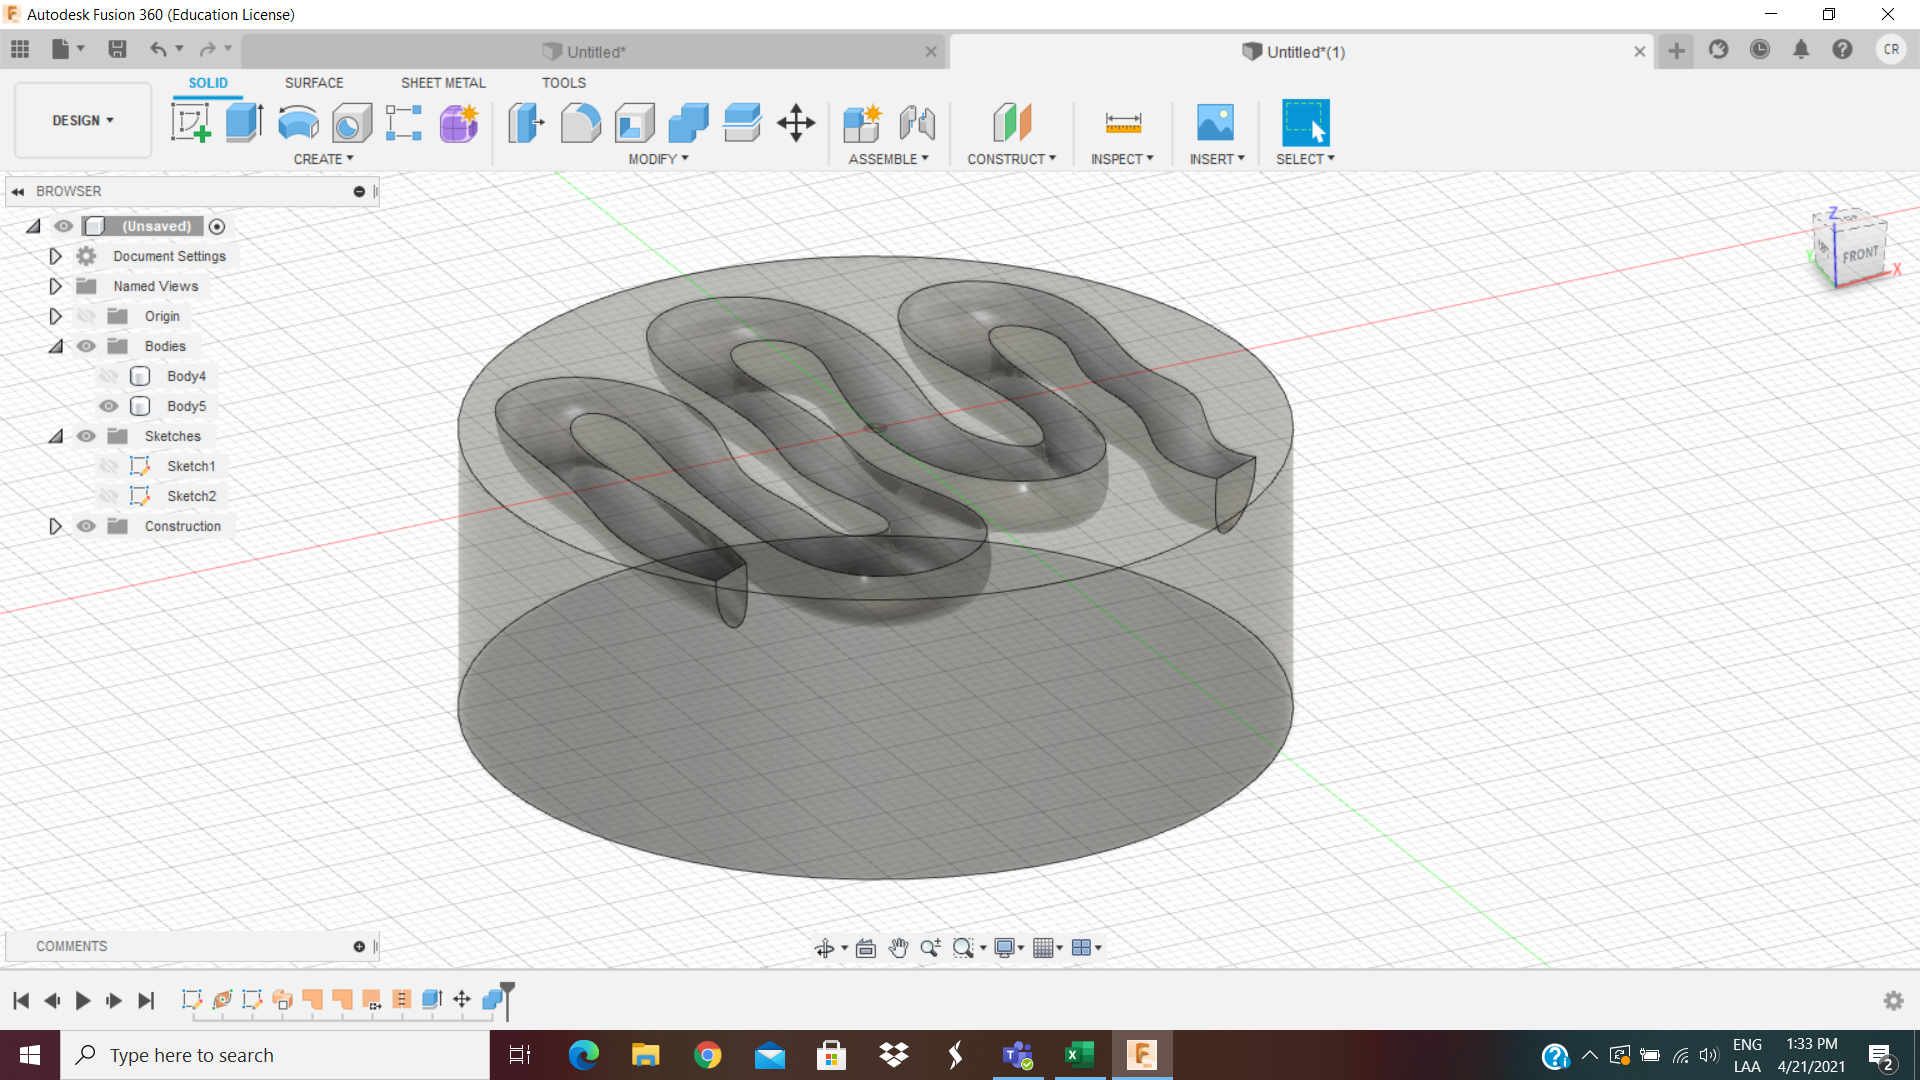 Autodesk Fusion 360 (Education License)
Untitled*
Untitled*(1)
CR
SOLID SURFACE SHEET METAL TOOLS
DESIGN
CREATE MODIFY ASSEMBLE CONSTRUCT INSPECT INSERT SELECT
BROWSER
(Unsaved)
Document Settings
Named Views
Origin
Bodies
Body4
Body5
Sketches
Sketch1
Sketch2
Construction
Z
FRONT
Y
X
COMMENTS
Type here to search
ENG
LAA
1:33 PM
4/21/2021
2